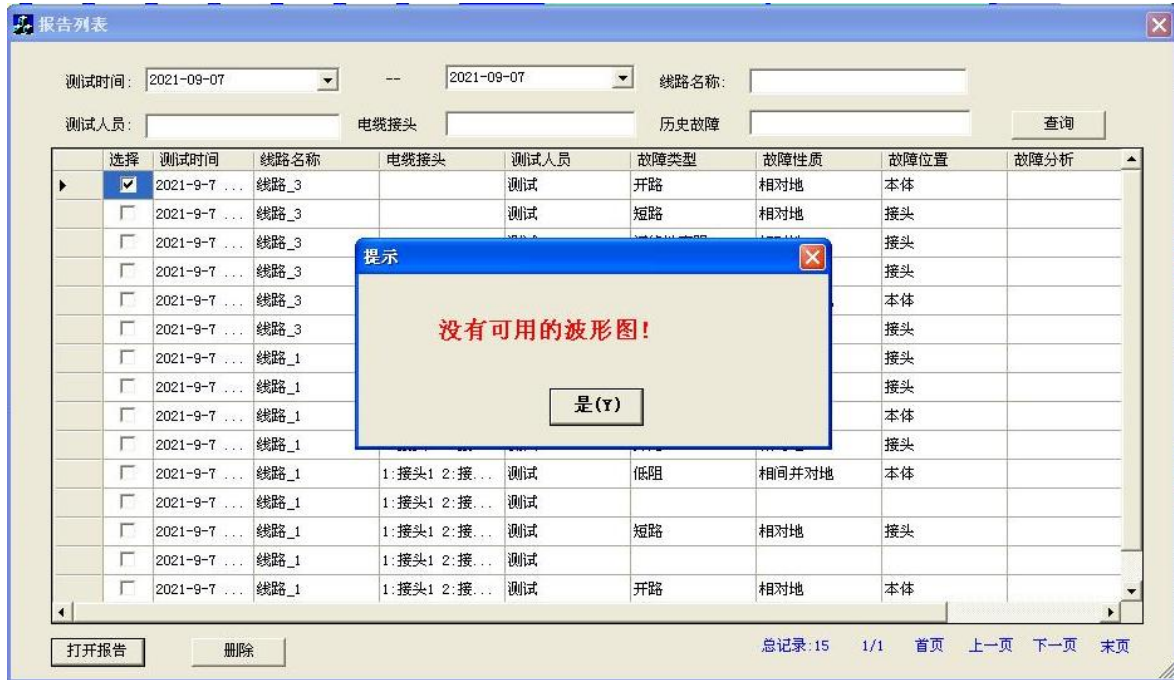 报告列表
测试时间: 2021-09-07 -- 2021-09-07 线路名称:
测试人员: 电缆接头 历史故障 查询
选择 测试时间 线路名称 电缆接头 测试人员 故障类型 故障性质 故障位置 故障分析
2021-9-7 ... 线路_3 测试 开路 相对地 本体
2021-9-7 ... 线路_3 测试 短路 相对地 接头
2021-9-7 ... 线路_3 接头
提示
2021-9-7 ... 线路_3 接头
2021-9-7 ... 线路_3 本体
2021-9-7 ... 线路_3 接头
没有可用的波形图!
2021-9-7 ... 线路_1 接头
2021-9-7 ... 线路_1 接头
是(Y)
2021-9-7 ... 线路_1 本体
2021-9-7 ... 线路_1 接头
2021-9-7 ... 线路_1 1:接头1 2:接... 测试 低阻 相间并对地 本体
2021-9-7 ... 线路_1 1:接头1 2:接... 测试
2021-9-7 ... 线路_1 1:接头1 2:接... 测试 短路 相对地 接头
2021-9-7 ... 线路_1 1:接头1 2:接... 测试
2021-9-7 ... 线路_1 1:接头1 2:接... 测试 开路 相对地 本体
打开报告 删除 总记录:15 1/1 首页 上一页 下一页 末页